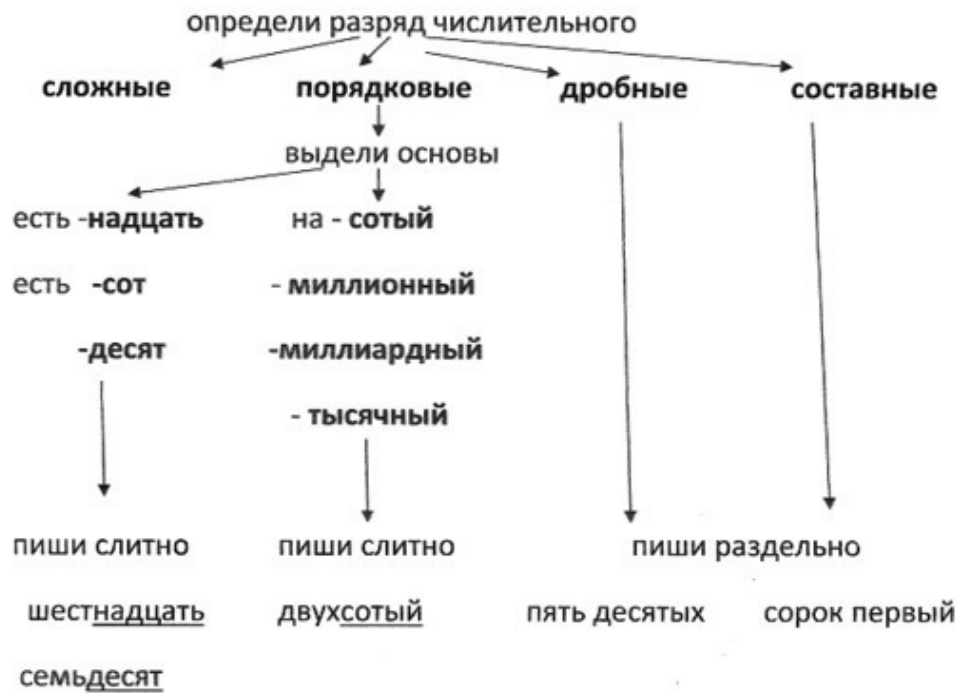 определи разряд числительного
сложные порядковые дробные составные
выдели основы
есть -надцать на - сотый
есть -сот - миллионный
-десят -миллиардный
- тысячный
пиши слитно пиши слитно пиши раздельно
шестнадцать двухсотый пять десятых сорок первый
семьдесят